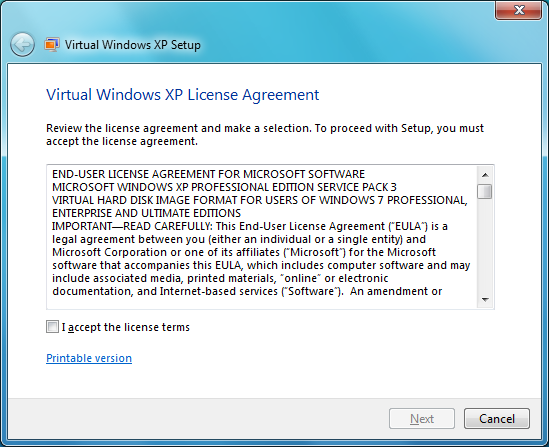 Virtual Windows XP Setup
Virtual Windows XP License Agreement
Review the license agreement and make a selection. To proceed with Setup, you must
accept the license agreement.
END-USER LICENSE AGREEMENT FOR MICROSOFT SOFTWARE
MICROSOFT WINDOWS XP PROFESSIONAL EDITION SERVICE PACK 3
VIRTUAL HARD DISK IMAGE FORMAT FOR USERS OF WINDOWS 7 PROFESSIONAL,
ENTERPRISE AND ULTIMATE EDITIONS
IMPORTANT—READ CAREFULLY: This End-User License Agreement (“EULA”) is a
legal agreement between you (either an individual or a single entity) and
Microsoft Corporation or one of its affiliates (“Microsoft”) for the Microsoft
software that accompanies this EULA, which includes computer software and may
include associated media, printed materials, “online” or electronic
documentation, and Internet-based services (“Software”).  An amendment or
I accept the license terms
Printable version
Next
Cancel